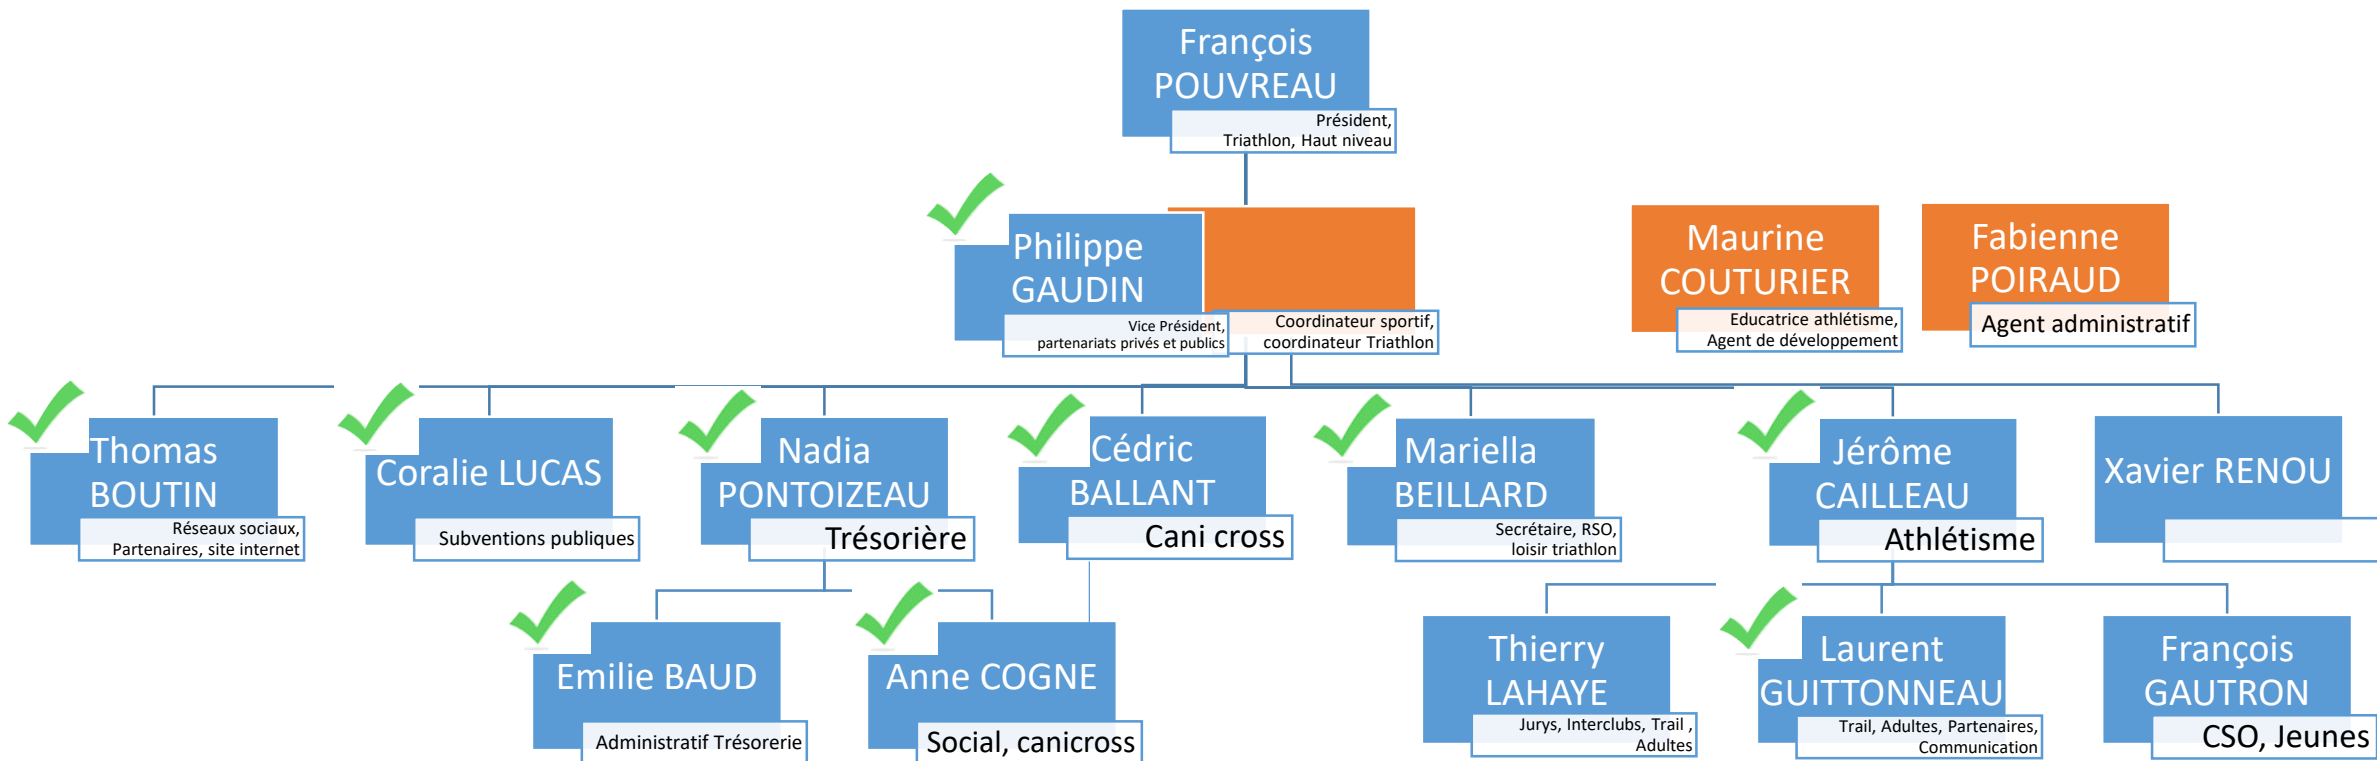 François
POUVREAU
Président,
Triathlon, Haut niveau
Philippe
GAUDIN
Vice Président,
partenariats privés et publics
Coordinateur sportif,
coordinateur Triathlon
Maurine
COUTURIER
Educatrice athlétisme,
Agent de développement
Fabienne
POIRAUD
Agent administratif
Thomas
BOUTIN
Réseaux sociaux,
Partenaires, site internet
Coralie LUCAS
Subventions publiques
Nadia
PONTOIZEAU
Trésorière
Cédric
BALLANT
Cani cross
Mariella
BEILLARD
Secrétaire, RSO,
loisir triathlon
Jérôme
CAILLEAU
Athlétisme
Xavier RENOU
Emilie BAUD
Administratif Trésorerie
Anne COGNE
Social, canicross
Thierry
LAHAYE
Jurys, Interclubs, Trail ,
Adultes
Laurent
GUITTONNEAU
Trail, Adultes, Partenaires,
Communication
François
GAUTRON
CSO, Jeunes